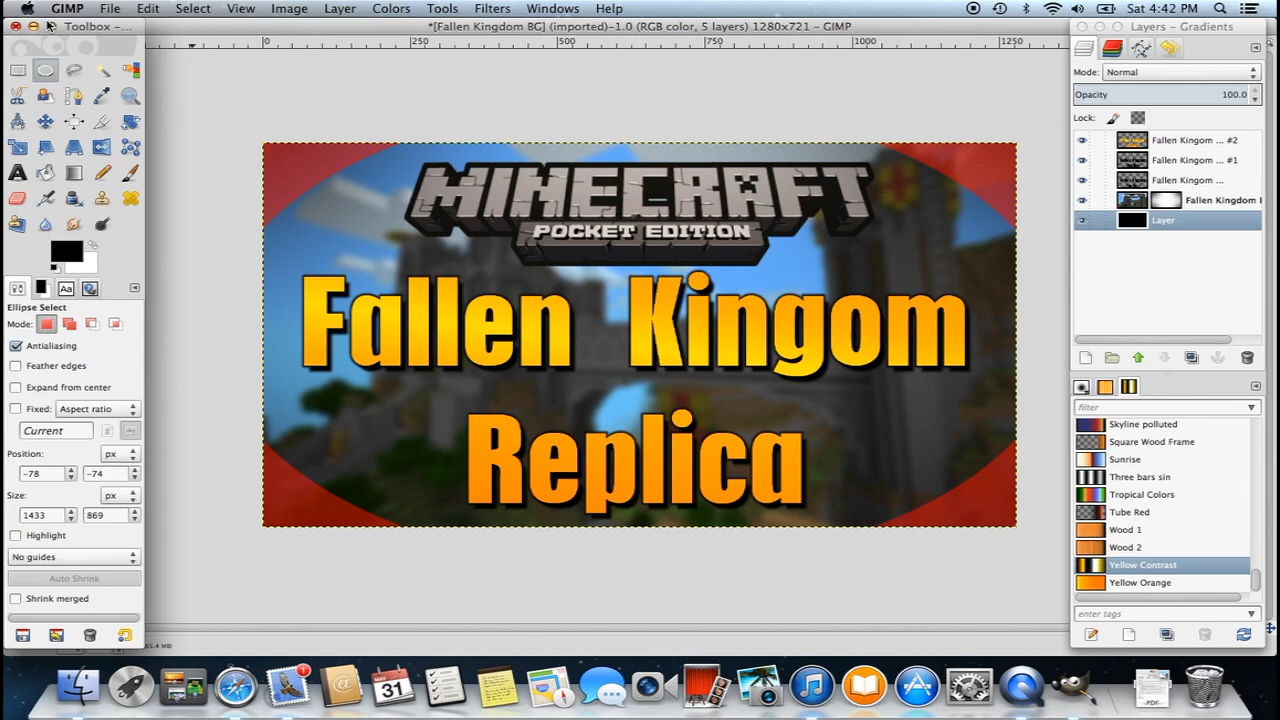 GIMP File Edit Select View Image Layer Colors Tools Filters Windows Help Sat 4:42 PM
Toolbox -...
*[Fallen Kingdom BG] (imported)-1.0 (RGB color, 5 layers) 1280x721 – GIMP
Layers - Gradients
0 250 500 750 1000 1250
Mode: Normal
Opacity 100.0
Lock:
Fallen Kingom ... #2
Fallen Kingom ... #1
Fallen Kingom ...
Fallen Kingdom
Layer
MINECRAFT
POCKET EDITION
Fallen Kingom
Replica
Ellipse Select
Mode:
Antialiasing
Feather edges
Expand from center
Fixed: Aspect ratio
Current
Position: px
-78 -74
Size: px
1433 869
Highlight
No guides
Auto Shrink
Shrink merged
filter
Skyline polluted
Square Wood Frame
Sunrise
Three bars sin
Tropical Colors
Tube Red
Wood 1
Wood 2
Yellow Contrast
Yellow Orange
enter tags
1
31
PDF